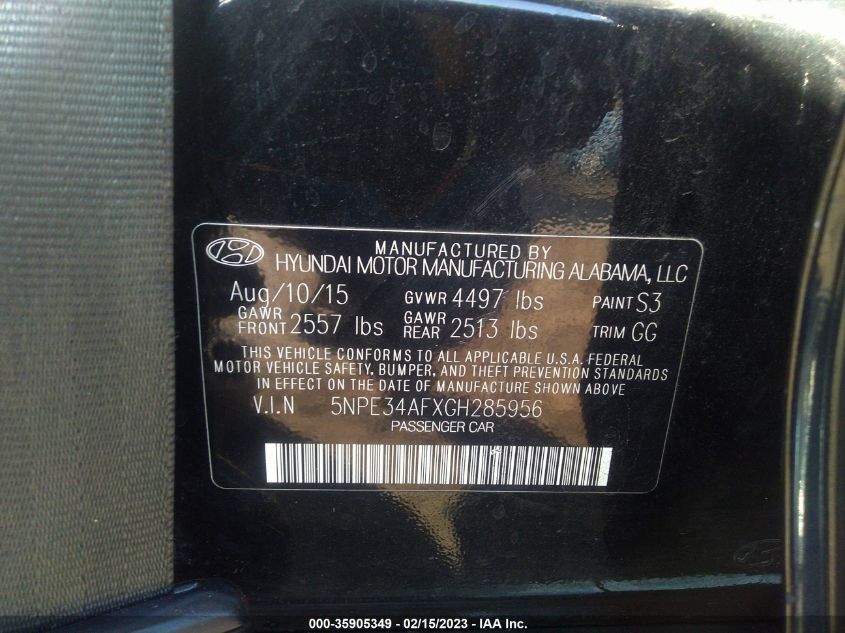 MANUFACTURED BY
HYUNDAI MOTOR MANUFACTURING ALABAMA, LLC
Aug/10/15 GVWR 4497 lbs PAINT S3
GAWR FRONT 2557 lbs GAWR REAR 2513 lbs TRIM GG
THIS VEHICLE CONFORMS TO ALL APPLICABLE U.S.A. FEDERAL
MOTOR VEHICLE SAFETY, BUMPER, AND THEFT PREVENTION STANDARDS
IN EFFECT ON THE DATE OF MANUFACTURE SHOWN ABOVE
V.I.N 5NPE34AFXGH285956
PASSENGER CAR
000-35905349 - 02/15/2023 - IAA Inc.